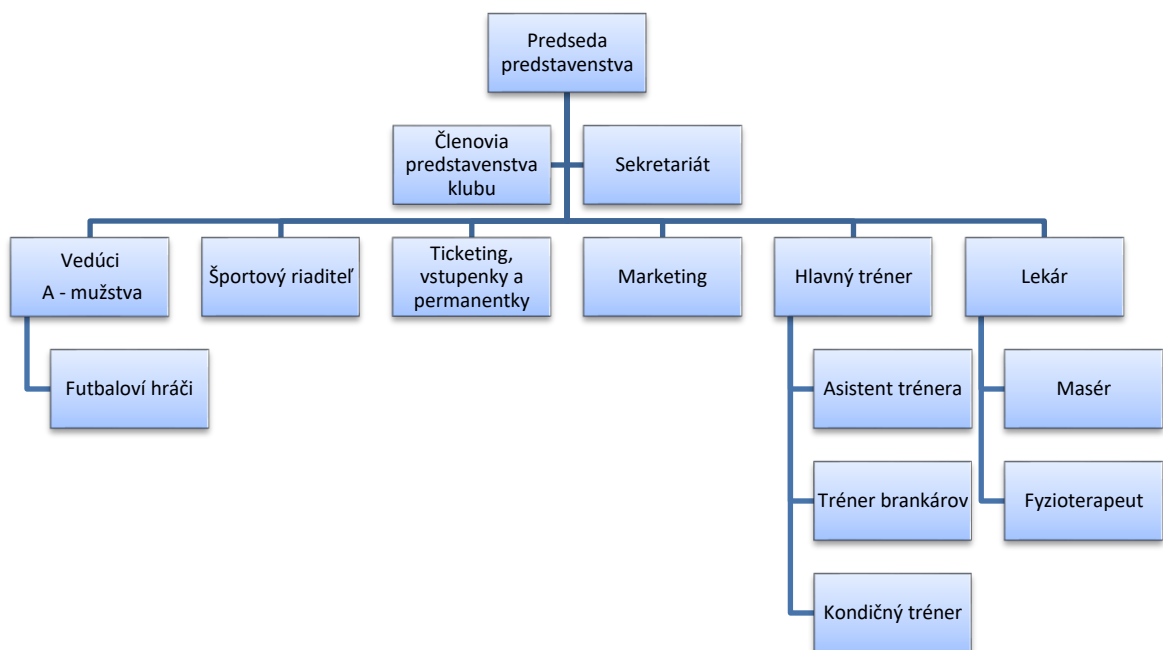 Predseda
predstavenstva
Členovia
predstavenstva
klubu
Sekretariát
Vedúci
A - mužstva
Športový riaditeľ
Ticketing,
vstupenky a
permanentky
Marketing
Hlavný tréner
Lekár
Futbaloví hráči
Asistent trénera
Masér
Tréner brankárov
Fyzioterapeut
Kondičný tréner